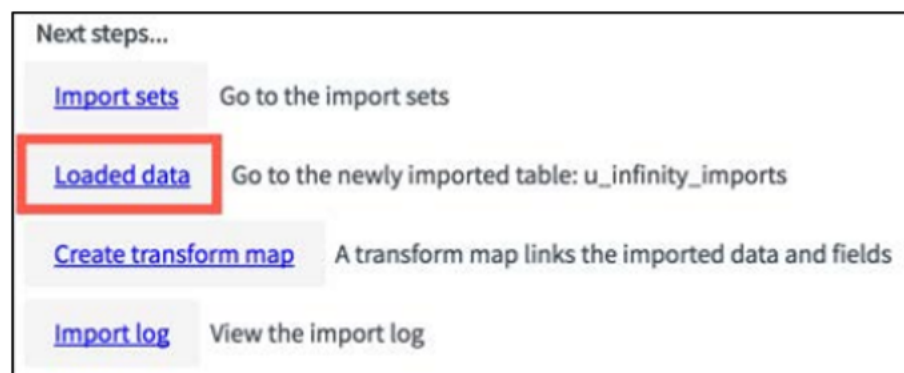 Next steps...
Import sets Go to the import sets
Loaded data Go to the newly imported table: u_infinity_imports
Create transform map A transform map links the imported data and fields
Import log View the import log